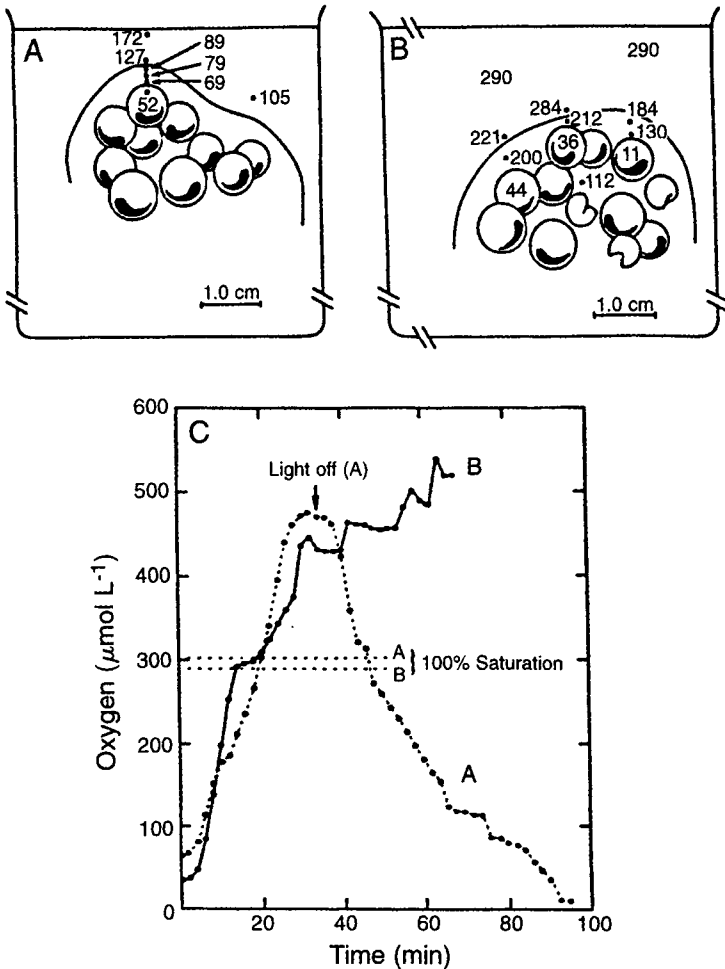 A
172
127
89
79
69
52
105
1.0 cm
B
290
290
284
212
184
221
36
130
200
11
44
112
1.0 cm
C
Oxygen (μmol L⁻¹)
600
500
400
300
200
100
0
Light off (A)
B
A
B
100% Saturation
A
20
40
60
80
100
Time (min)